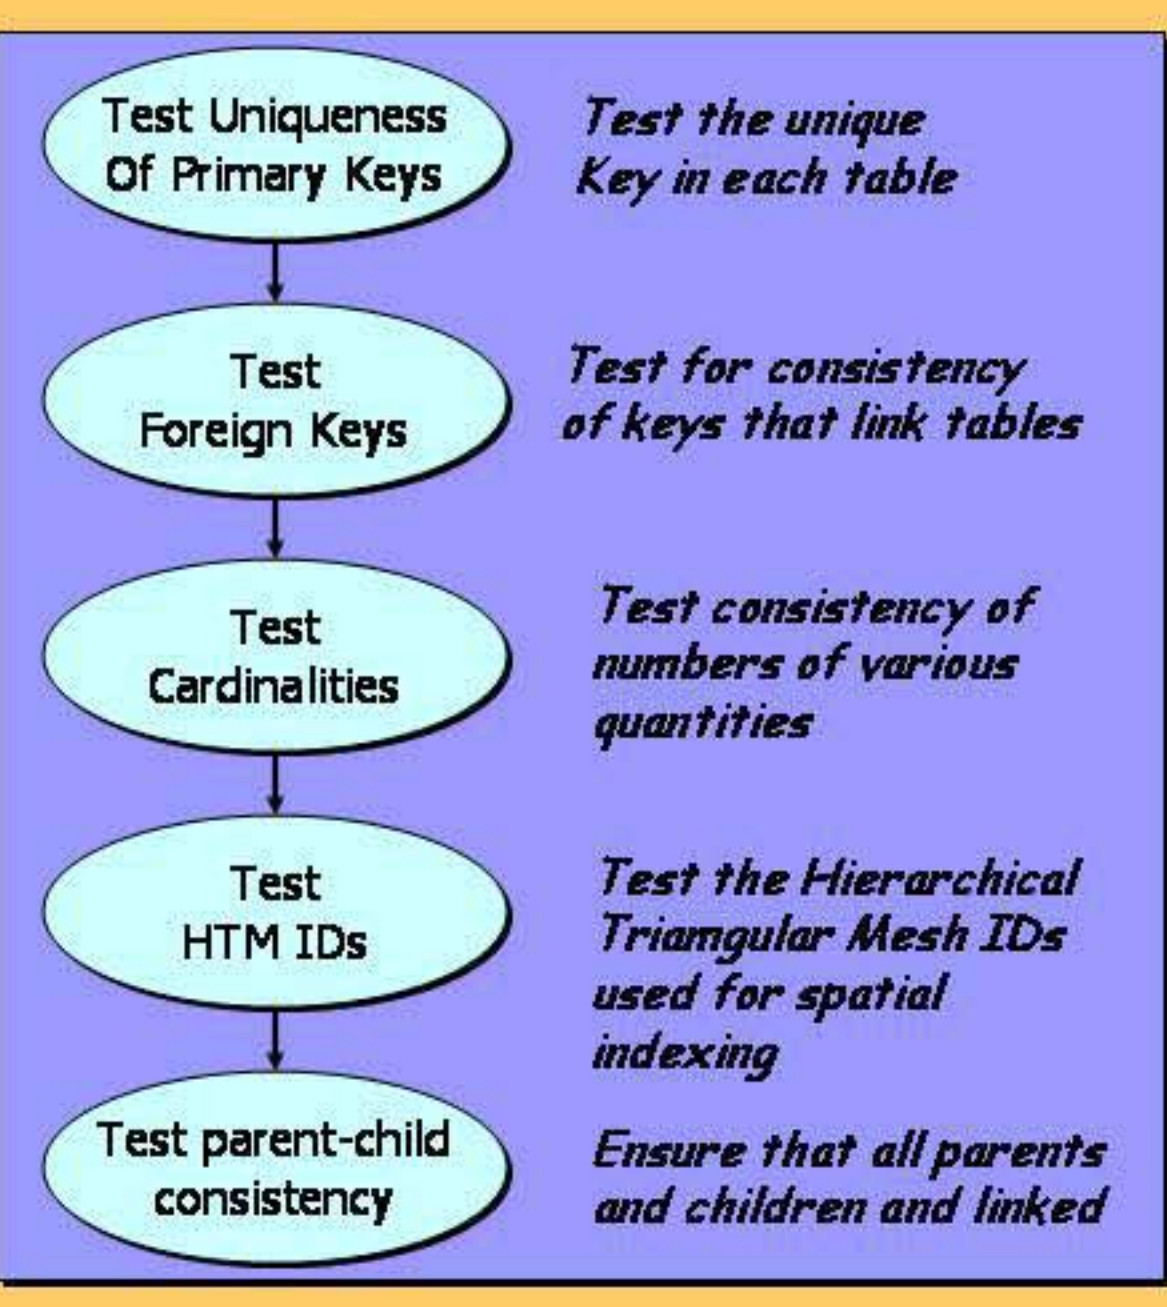 Test Uniqueness
Of Primary Keys
Test the unique
Key in each table
Test
Foreign Keys
Test for consistency
of keys that link tables
Test
Cardinalities
Test consistency of
numbers of various
quantities
Test
HTM IDs
Test the Hierarchical
Triamgular Mesh IDs
used for spatial
indexing
Test parent-child
consistency
Ensure that all parents
and children and linked